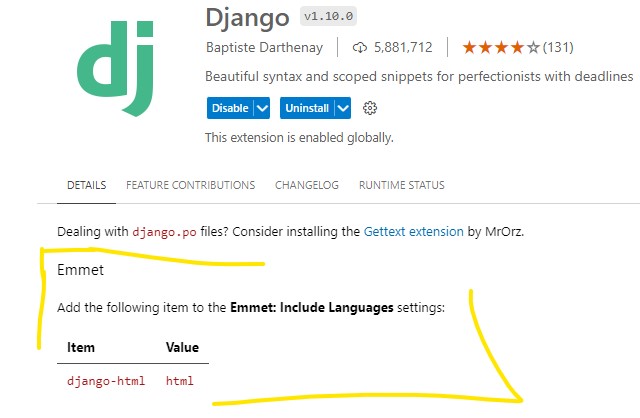 dj
Django v1.10.0
Baptiste Darthenay | 5,881,712 | ★★★★☆(131)
Beautiful syntax and scoped snippets for perfectionists with deadlines
Disable Uninstall
This extension is enabled globally.
DETAILS FEATURE CONTRIBUTIONS CHANGELOG RUNTIME STATUS
Dealing with django.po files? Consider installing the Gettext extension by MrOrz.
Emmet
Add the following item to the Emmet: Include Languages settings:
Item Value
django-html html